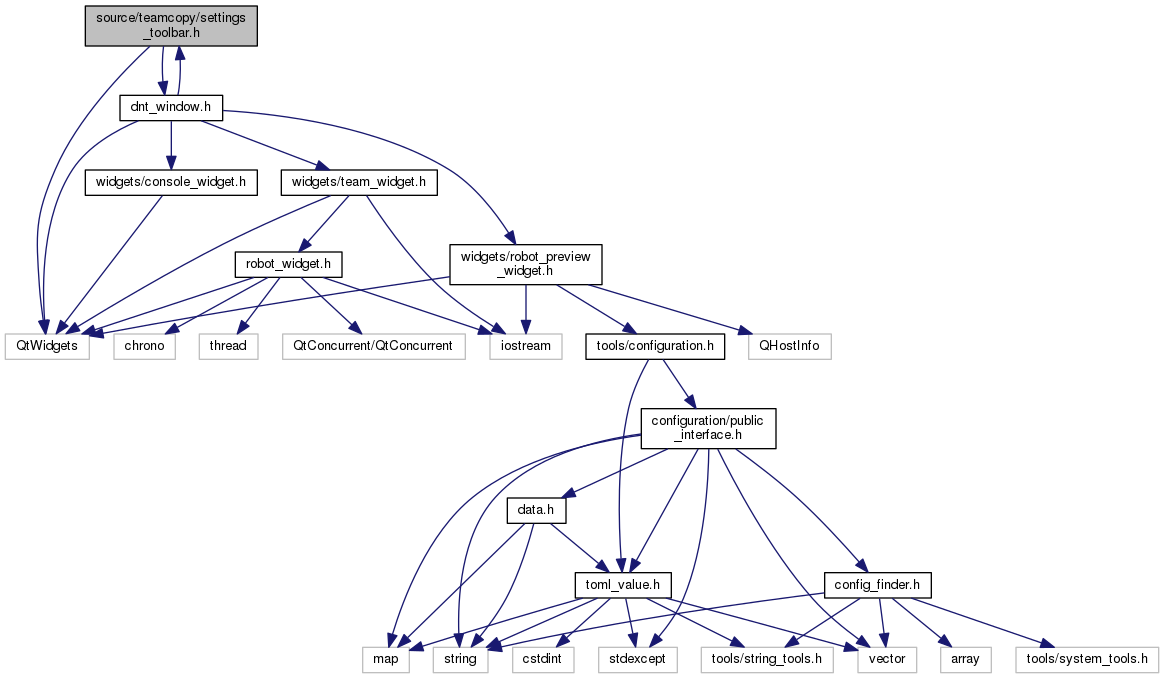 source/teamcopy/settings
_toolbar.h
dnt_window.h
widgets/console_widget.h
widgets/team_widget.h
robot_widget.h
widgets/robot_preview
_widget.h
QtWidgets
chrono
thread
QtConcurrent/QtConcurrent
iostream
tools/configuration.h
QHostInfo
configuration/public
_interface.h
data.h
toml_value.h
config_finder.h
map
string
cstdint
stdexcept
tools/string_tools.h
vector
array
tools/system_tools.h